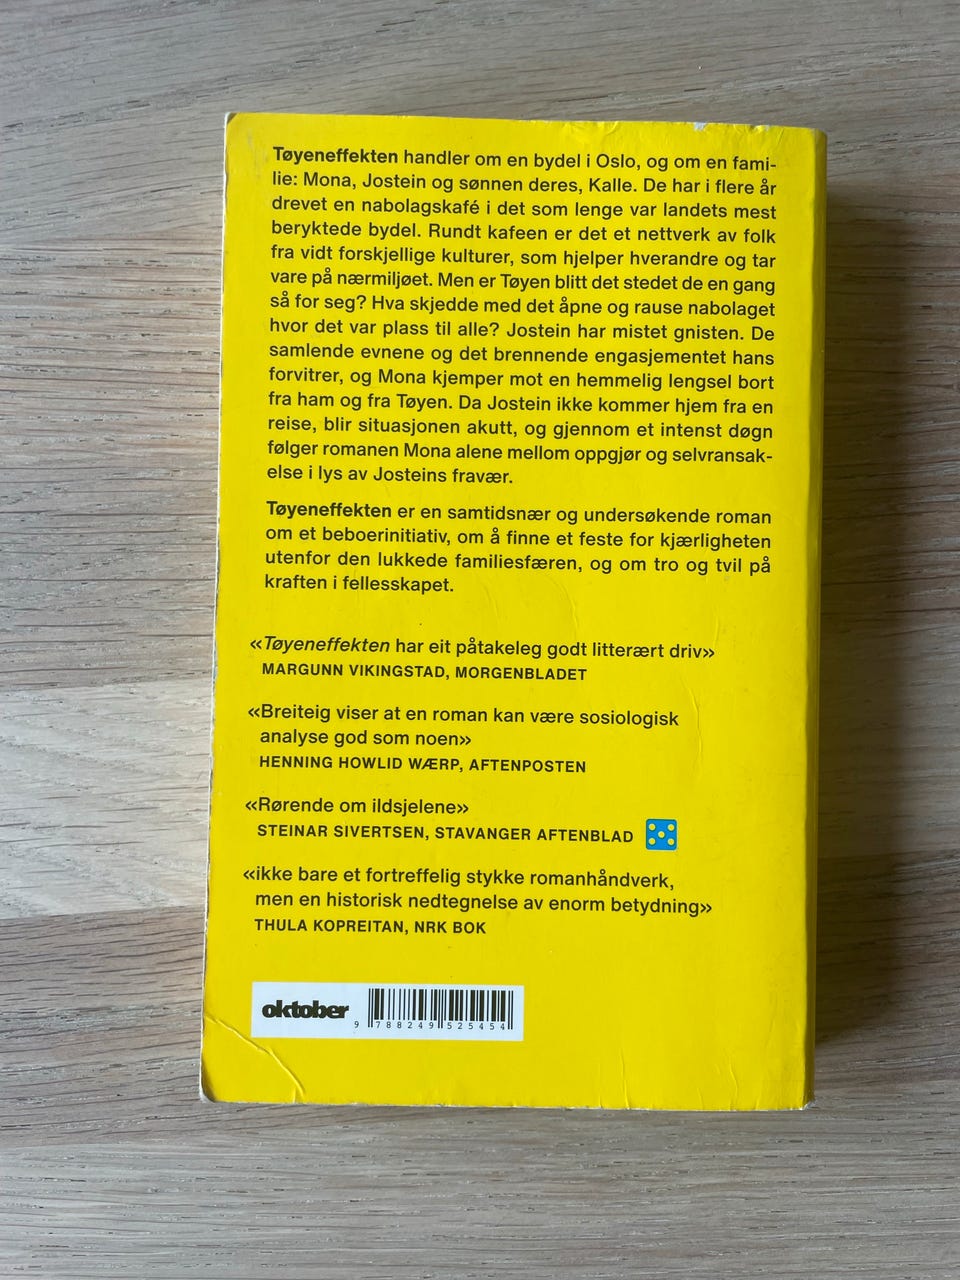 Tøyeneffekten handler om en bydel i Oslo, og om en fami-
lie: Mona, Jostein og sønnen deres, Kalle. De har i flere år
drevet en nabolagskafé i det som lenge var landets mest
beryktede bydel. Rundt kafeen er det et nettverk av folk
fra vidt forskjellige kulturer, som hjelper hverandre og tar
vare på nærmiljøet. Men er Tøyen blitt det stedet de en gang
så for seg? Hva skjedde med det åpne og rause nabolaget
hvor det var plass til alle? Jostein har mistet gnisten. De
samlende evnene og det brennende engasjementet hans
forvitrer, og Mona kjemper mot en hemmelig lengsel bort
fra ham og fra Tøyen. Da Jostein ikke kommer hjem fra en
reise, blir situasjonen akutt, og gjennom et intenst døgn
følger romanen Mona alene mellom oppgjør og selvransak-
else i lys av Josteins fravær.
Tøyeneffekten er en samtidsnær og undersøkende roman
om et beboerinitiativ, om å finne et feste for kjærligheten
utenfor den lukkede familiesfæren, og om tro og tvil på
kraften i fellesskapet.
«Tøyeneffekten har eit påtakeleg godt litterært driv»
MARGUNN VIKINGSTAD, MORGENBLADET
«Breiteig viser at en roman kan være sosiologisk
analyse god som noen»
HENNING HOWLID WÆRP, AFTENPOSTEN
«Rørende om ildsjelene»
STEINAR SIVERTSEN, STAVANGER AFTENBLAD
«ikke bare et fortreffelig stykke romanhåndverk,
men en historisk nedtegnelse av enorm betydning»
THULA KOPREITAN, NRK BOK
oktober
9 788249 525454